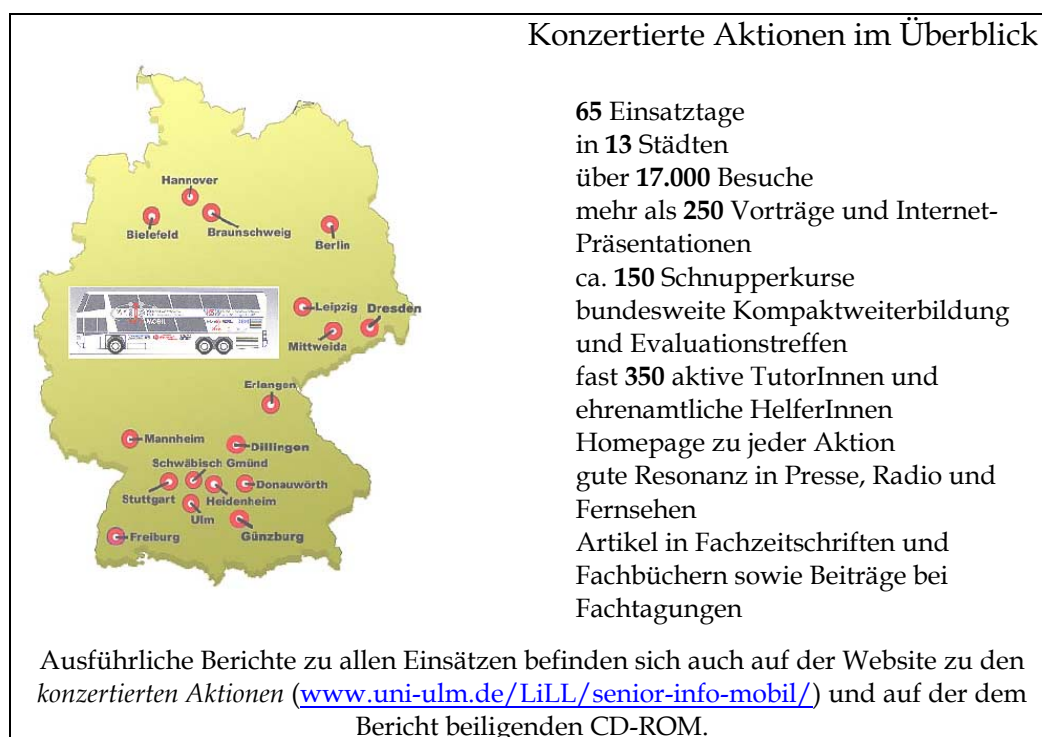 Konzertierte Aktionen im Überblick
Hannover
Bielefeld
Braunschweig
Berlin
Leipzig
Dresden
Mittweida
Erlangen
Mannheim
Dillingen
Schwäbisch Gmünd
Stuttgart
Heidenheim
Donauwörth
Ulm
Günzburg
Freiburg
65 Einsatztage
in 13 Städten
über 17.000 Besuche
mehr als 250 Vorträge und Internet-
Präsentationen
ca. 150 Schnupperkurse
bundesweite Kompaktweiterbildung
und Evaluationstreffen
fast 350 aktive TutorInnen und
ehrenamtliche HelferInnen
Homepage zu jeder Aktion
gute Resonanz in Presse, Radio und
Fernsehen
Artikel in Fachzeitschriften und
Fachbüchern sowie Beiträge bei
Fachtagungen
Ausführliche Berichte zu allen Einsätzen befinden sich auch auf der Website zu den
konzertierten Aktionen (www.uni-ulm.de/LiLL/senior-info-mobil/) und auf der dem
Bericht beiligenden CD-ROM.